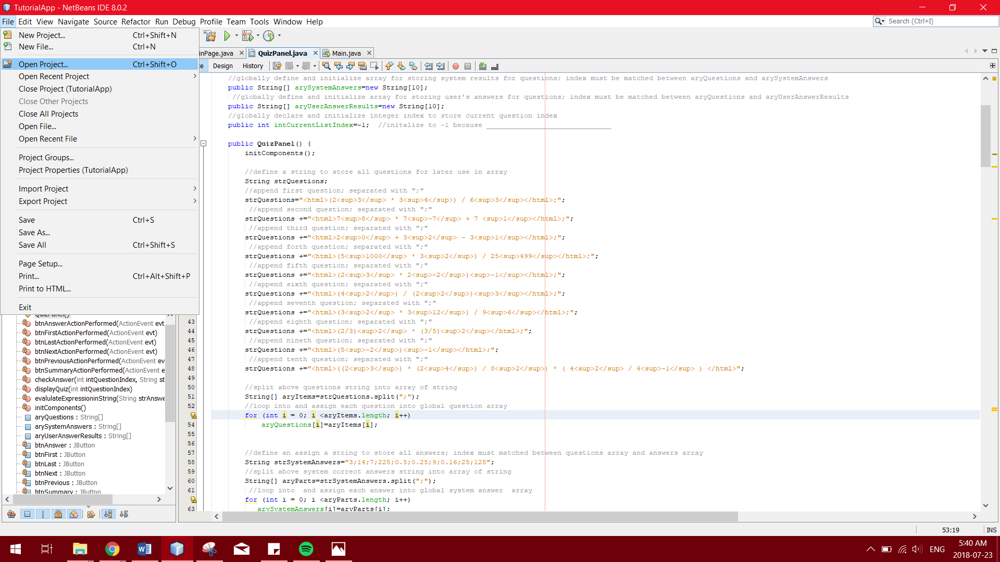 TutorialApp - NetBeans IDE 8.0.2
File Edit View Navigate Source Refactor Run Debug Profile Team Tools Window Help
Search (Ctrl+I)
New Project... Ctrl+Shift+N
New File... Ctrl+N
Open Project... Ctrl+Shift+O
Open Recent Project
Close Project (TutorialApp)
Close Other Projects
Close All Projects
Open File...
Open Recent File
Project Groups...
Project Properties (TutorialApp)
Import Project
Export Project
Save Ctrl+S
Save As...
Save All Ctrl+Shift+S
Page Setup...
Print... Ctrl+Alt+Shift+P
Print to HTML...
Exit
inPage.java QuizPanel.java Main.java
ce Design History
//globally define and initialize array for storing system results for questions; index must be matched between aryQuestions and arySystemAnswers
public String[] arySystemAnswers=new String[10];
//globally define and initialize array for storing user's answers for questions; index must be matched between aryQuestions and aryUserAnswerResults
public String[] aryUserAnswerResults=new String[10];
//globally declare and initialize integer index to store current question index
public int intCurrentListIndex=-1; //initalize to -1 because ______________________________
public QuizPanel() {
initComponents();
//define a string to store all questions for later use in array
String strQuestions;
//append first question; separated with ";"
strQuestions="<html>(2<sup>3</sup> * 3<sup>4</sup>) / 6<sup>3</sup></html>;";
//append second question; separated with ";"
strQuestions +="<html>7<sup>8</sup> * 7<sup>-7</sup> + 7 <sup>1</sup></html>;";
//append third question; separated with ";"
strQuestions +="<html>2<sup>0</sup> + 3<sup>2</sup> - 3<sup>1</sup></html>;";
//append forth question; separated with ";"
strQuestions +="<html>(5<sup>1000</sup> * 3<sup>2</sup>) / 25<sup>499</sup></html>;";
//append fifth question; separated with ";"
strQuestions +="<html>(2<sup>3</sup> * 2<sup>-2</sup>)<sup>-1</sup></html>;";
//append sixth question; separated with ";"
strQuestions +="<html>(4<sup>2</sup>) / (2<sup>2</sup>)<sup>3</sup></html>;";
//append seventh question; separated with ";"
strQuestions +="<html>(3<sup>2</sup> * 3<sup>12</sup>) / 9<sup>6</sup></html>;";
43 //append eighth question; separated with ";"
44 strQuestions +="<html>(2/3)<sup>2</sup> * (3/5)<sup>2</sup></html>;";
45 //append nineth question; separated with ";"
46 strQuestions +="<html>(5<sup>-2</sup>)<sup>-1</sup></html>;";
47 //append tenth question; separated with ";"
48 strQuestions +="<html>((2<sup>3</sup>) * (2<sup>4</sup>) / 8<sup>2</sup>) * ( 4<sup>2</sup> / 4<sup>-1</sup> ) </html>";
49
50 //split above questions string into array of string
51 String[] aryItems=strQuestions.split(";");
52 //loop into and assign each question into global question array
for (int i = 0; i <aryItems.length; i++)
54 aryQuestions[i]=aryItems[i];
55
56
57 //define an assign a string to store all answers; index must matched between questions array and answers array
58 String strSystemAnswers="3;14;7;225;0.5;0.25;9;0.16;25;128";
59 //split above system correct answers string into array of string
60 String[] aryParts=strSystemAnswers.split(";");
61 //loop into  and assign each answer into global system answer  array
for (int i = 0; i <aryParts.length; i++)
63 arySystemAnswers[i]=aryParts[i];
QuizPanel()
btnAnswerActionPerformed(ActionEvent evt
btnFirstActionPerformed(ActionEvent evt)
btnLastActionPerformed(ActionEvent evt)
btnNextActionPerformed(ActionEvent evt)
btnPreviousActionPerformed(ActionEvent ev
btnSummaryActionPerformed(ActionEvent e
checkAnswer(int intQuestionIndex, String st
displayQuiz(int intQuestionIndex)
evalulateExpressioninString(String strAnswe
initComponents()
aryQuestions : String[]
arySystemAnswers : String[]
aryUserAnswerResults : String[]
btnAnswer : JButton
btnFirst : JButton
btnLast : JButton
btnNext : JButton
btnPrevious : JButton
btnSummary : JButton
53:19 INS
ENG
5:40 AM
2018-07-23